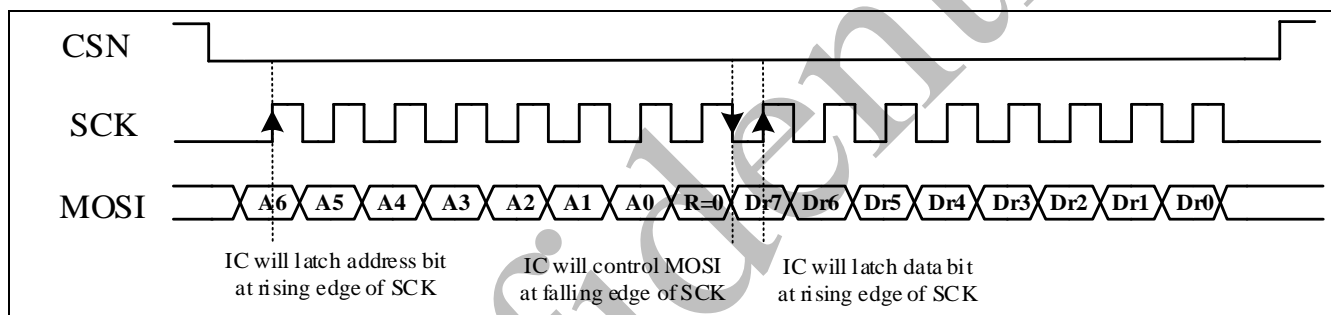 CSN
SCK
MOSI
A6 A5 A4 A3 A2 A1 A0 R=0 Dr7 Dr6 Dr5 Dr4 Dr3 Dr2 Dr1 Dr0
IC will latch address bit
at rising edge of SCK
IC will control MOSI
at falling edge of SCK
IC will latch data bit
at rising edge of SCK